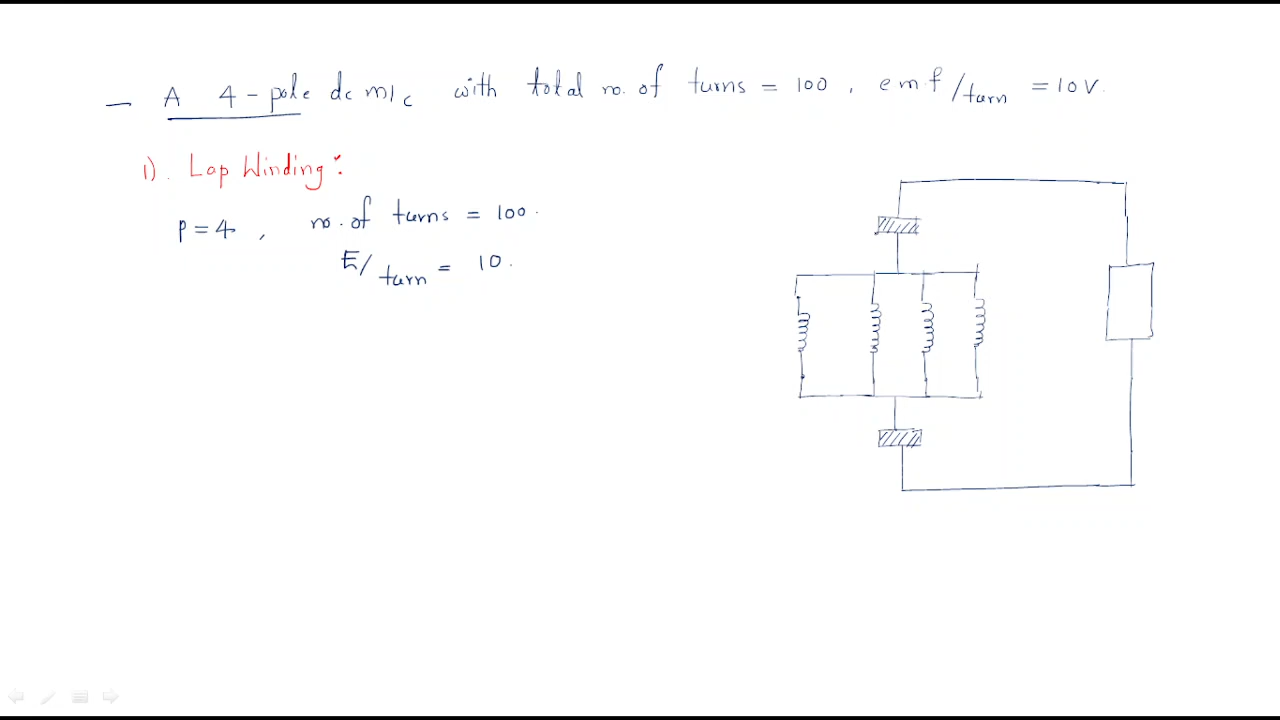 — A 4-pole dc m/c with total no. of turns = 100 , emf/turn = 10V.
1). Lap Winding:
P = 4 , no. of turns = 100.
E/turn = 10.